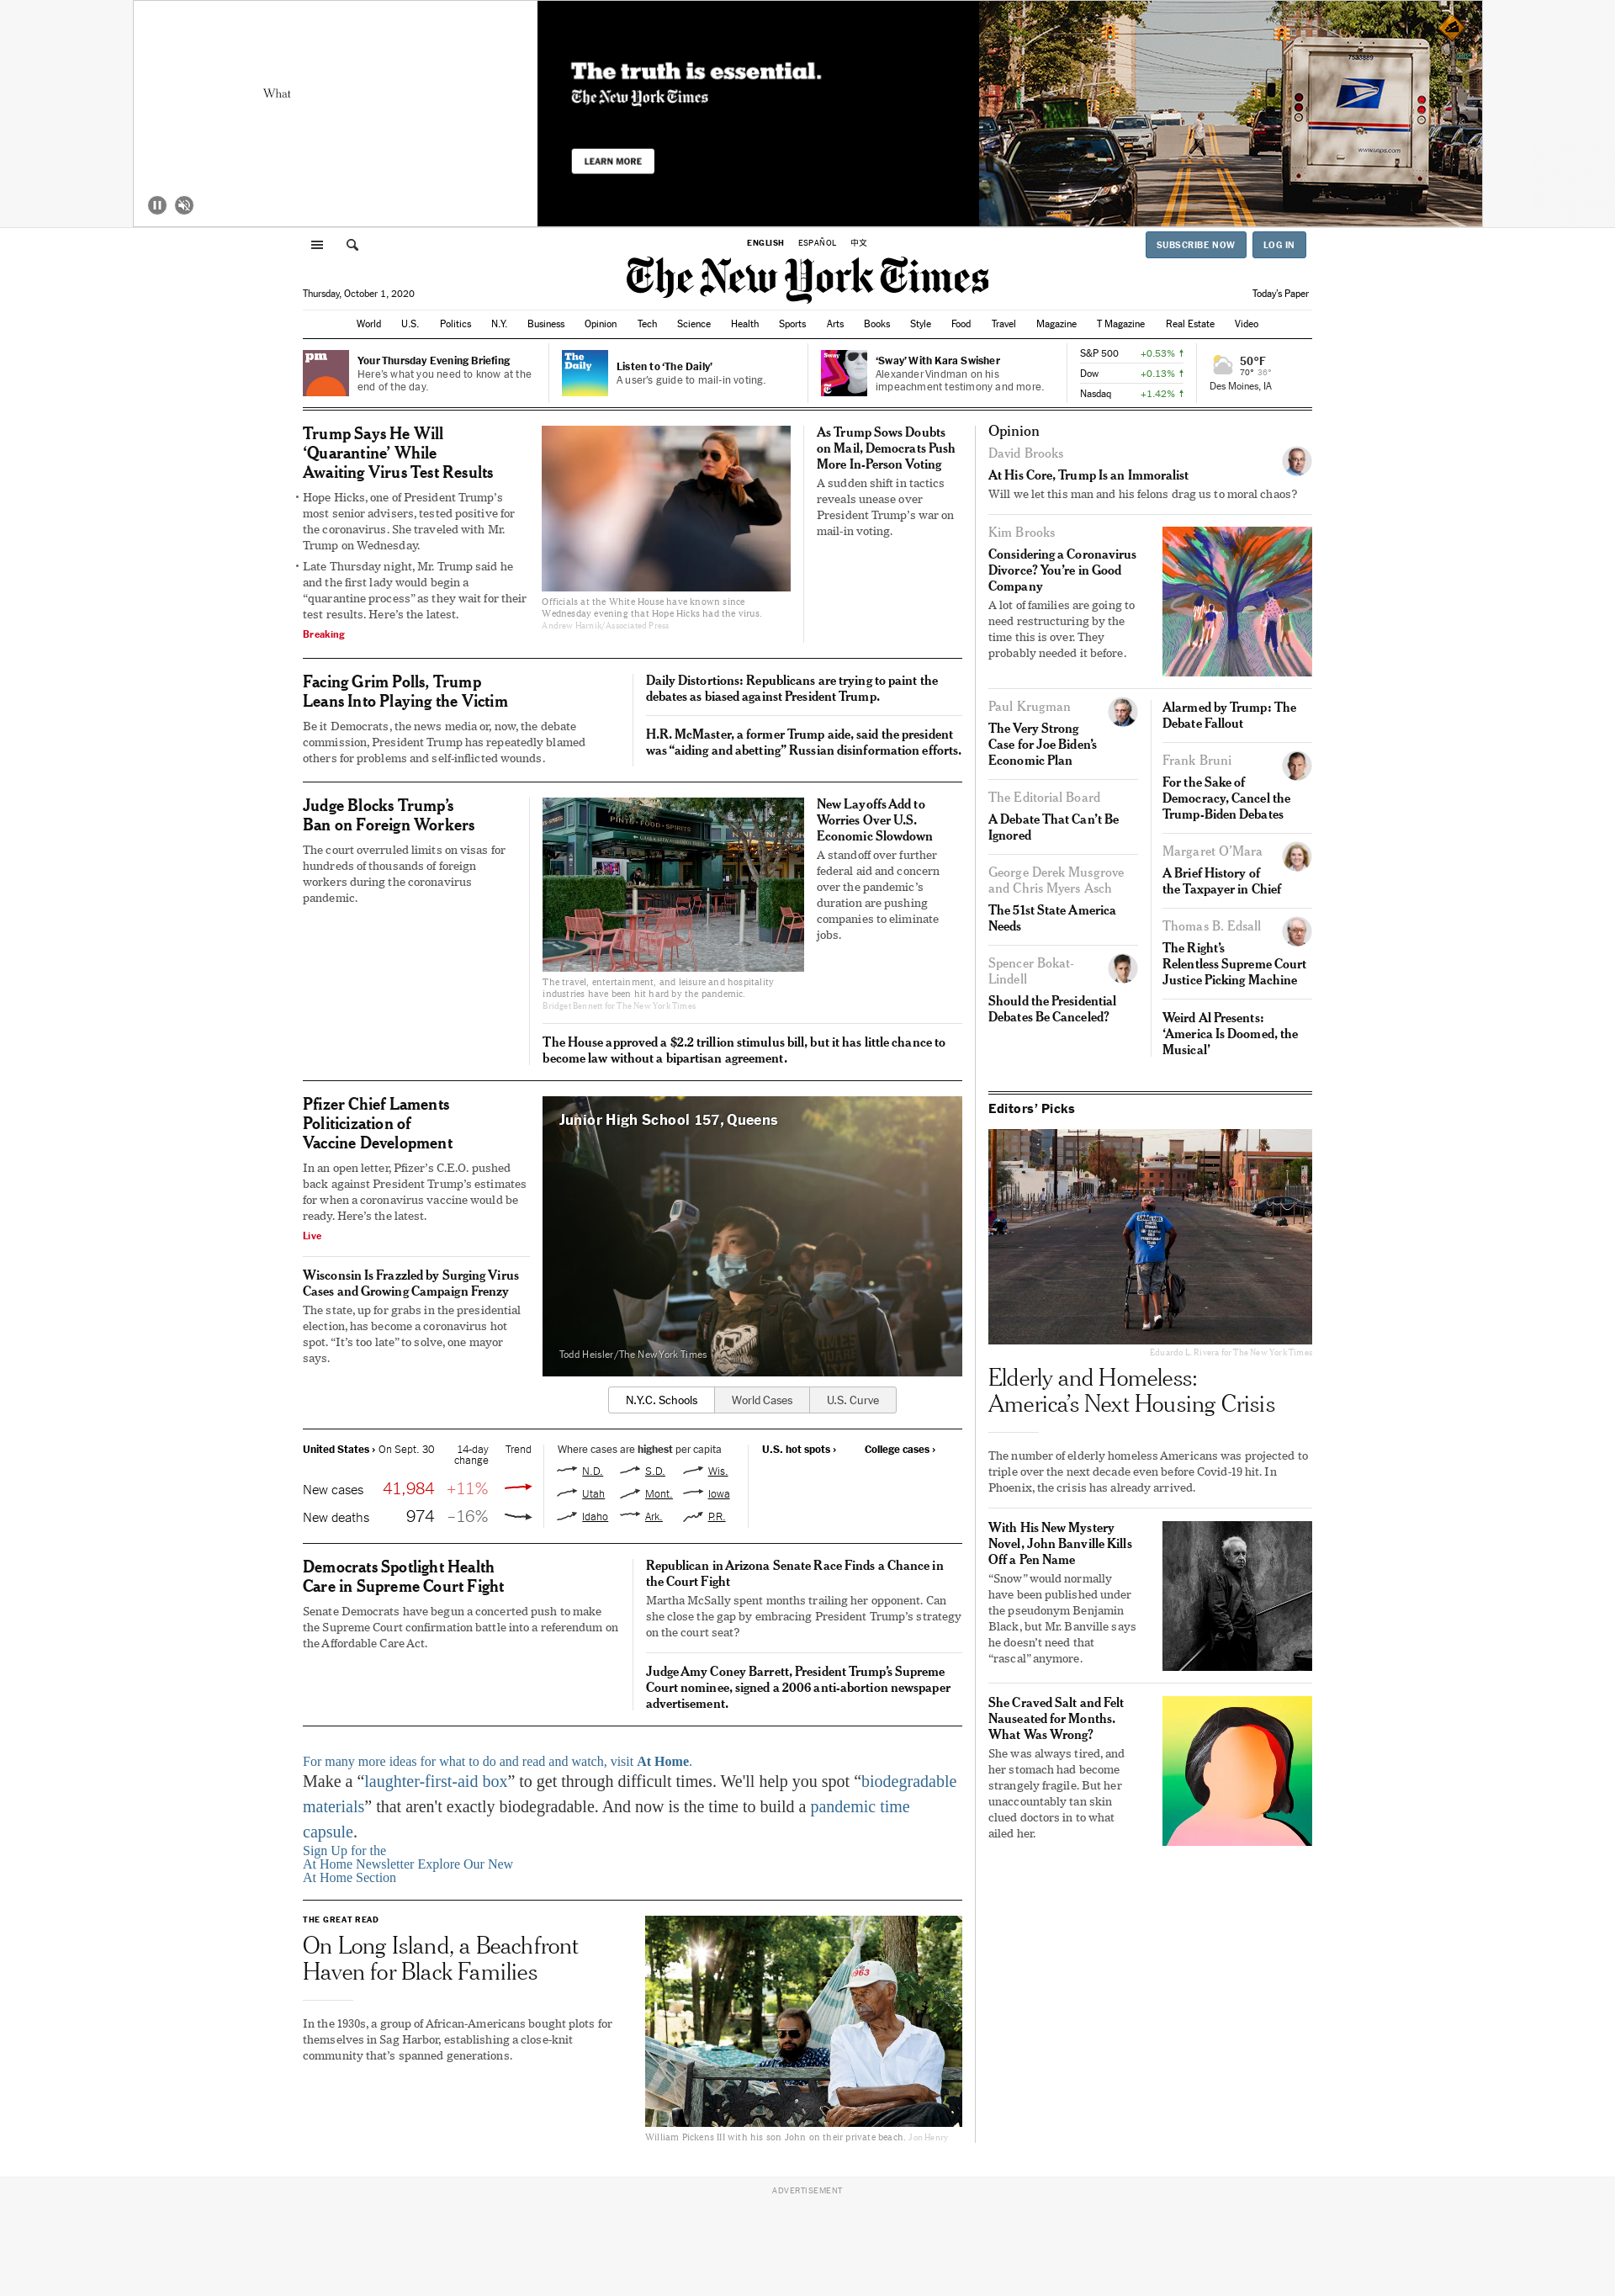 What
The truth is essential.
The New York Times
LEARN MORE
7533889
www.usps.com
ENGLISH ESPAÑOL 中文
SUBSCRIBE NOW LOG IN
The New York Times
Thursday, October 1, 2020
Today's Paper
World U.S. Politics N.Y. Business Opinion Tech Science Health Sports Arts Books Style Food Travel Magazine T Magazine Real Estate Video
pm
Your Thursday Evening Briefing
Here's what you need to know at the
end of the day.
The
Daily
Listen to ‘The Daily’
A user's guide to mail-in voting.
Sway
‘Sway’ With Kara Swisher
Alexander Vindman on his
impeachment testimony and more.
S&P 500 +0.53%
Dow +0.13%
Nasdaq +1.42%
50°F
70° 36°
Des Moines, IA
Trump Says He Will
‘Quarantine’ While
Awaiting Virus Test Results
• Hope Hicks, one of President Trump’s
most senior advisers, tested positive for
the coronavirus. She traveled with Mr.
Trump on Wednesday.
• Late Thursday night, Mr. Trump said he
and the first lady would begin a
“quarantine process” as they wait for their
test results. Here’s the latest.
Breaking
Officials at the White House have known since
Wednesday evening that Hope Hicks had the virus.
Andrew Harnik/Associated Press
As Trump Sows Doubts
on Mail, Democrats Push
More In-Person Voting
A sudden shift in tactics
reveals unease over
President Trump’s war on
mail-in voting.
Facing Grim Polls, Trump
Leans Into Playing the Victim
Be it Democrats, the news media or, now, the debate
commission, President Trump has repeatedly blamed
others for problems and self-inflicted wounds.
Daily Distortions: Republicans are trying to paint the
debates as biased against President Trump.
H.R. McMaster, a former Trump aide, said the president
was “aiding and abetting” Russian disinformation efforts.
Judge Blocks Trump’s
Ban on Foreign Workers
The court overruled limits on visas for
hundreds of thousands of foreign
workers during the coronavirus
pandemic.
PINTS • FOOD • SPIRITS
The travel, entertainment, and leisure and hospitality
industries have been hit hard by the pandemic.
Bridget Bennett for The New York Times
New Layoffs Add to
Worries Over U.S.
Economic Slowdown
A standoff over further
federal aid and concern
over the pandemic’s
duration are pushing
companies to eliminate
jobs.
The House approved a $2.2 trillion stimulus bill, but it has little chance to
become law without a bipartisan agreement.
Pfizer Chief Laments
Politicization of
Vaccine Development
In an open letter, Pfizer’s C.E.O. pushed
back against President Trump’s estimates
for when a coronavirus vaccine would be
ready. Here’s the latest.
Live
Wisconsin Is Frazzled by Surging Virus
Cases and Growing Campaign Frenzy
The state, up for grabs in the presidential
election, has become a coronavirus hot
spot. “It’s too late” to solve, one mayor
says.
Junior High School 157, Queens
Todd Heisler/The New York Times
N.Y.C. Schools World Cases U.S. Curve
United States › On Sept. 30 14-day change Trend
New cases 41,984 +11%
New deaths 974 –16%
Where cases are highest per capita
N.D. S.D. Wis.
Utah Mont. Iowa
Idaho Ark. P.R.
U.S. hot spots › College cases ›
Democrats Spotlight Health
Care in Supreme Court Fight
Senate Democrats have begun a concerted push to make
the Supreme Court confirmation battle into a referendum on
the Affordable Care Act.
Republican in Arizona Senate Race Finds a Chance in
the Court Fight
Martha McSally spent months trailing her opponent. Can
she close the gap by embracing President Trump’s strategy
on the court seat?
Judge Amy Coney Barrett, President Trump’s Supreme
Court nominee, signed a 2006 anti-abortion newspaper
advertisement.
For many more ideas for what to do and read and watch, visit At Home.
Make a “laughter-first-aid box” to get through difficult times. We'll help you spot “biodegradable
materials” that aren't exactly biodegradable. And now is the time to build a pandemic time
capsule.
Sign Up for the
At Home Newsletter Explore Our New
At Home Section
THE GREAT READ
On Long Island, a Beachfront
Haven for Black Families
In the 1930s, a group of African-Americans bought plots for
themselves in Sag Harbor, establishing a close-knit
community that’s spanned generations.
1963
William Pickens III with his son John on their private beach. Jon Henry
Opinion
David Brooks
At His Core, Trump Is an Immoralist
Will we let this man and his felons drag us to moral chaos?
Kim Brooks
Considering a Coronavirus
Divorce? You’re in Good
Company
A lot of families are going to
need restructuring by the
time this is over. They
probably needed it before.
Paul Krugman
The Very Strong
Case for Joe Biden’s
Economic Plan
The Editorial Board
A Debate That Can’t Be
Ignored
George Derek Musgrove
and Chris Myers Asch
The 51st State America
Needs
Spencer Bokat-
Lindell
Should the Presidential
Debates Be Canceled?
Alarmed by Trump: The
Debate Fallout
Frank Bruni
For the Sake of
Democracy, Cancel the
Trump-Biden Debates
Margaret O’Mara
A Brief History of
the Taxpayer in Chief
Thomas B. Edsall
The Right’s
Relentless Supreme Court
Justice Picking Machine
Weird Al Presents:
‘America Is Doomed, the
Musical’
Editors’ Picks
Eduardo L. Rivera for The New York Times
Elderly and Homeless:
America’s Next Housing Crisis
The number of elderly homeless Americans was projected to
triple over the next decade even before Covid-19 hit. In
Phoenix, the crisis has already arrived.
With His New Mystery
Novel, John Banville Kills
Off a Pen Name
“Snow” would normally
have been published under
the pseudonym Benjamin
Black, but Mr. Banville says
he doesn’t need that
“rascal” anymore.
She Craved Salt and Felt
Nauseated for Months.
What Was Wrong?
She was always tired, and
her stomach had become
strangely fragile. But her
unaccountably tan skin
clued doctors in to what
ailed her.
ADVERTISEMENT